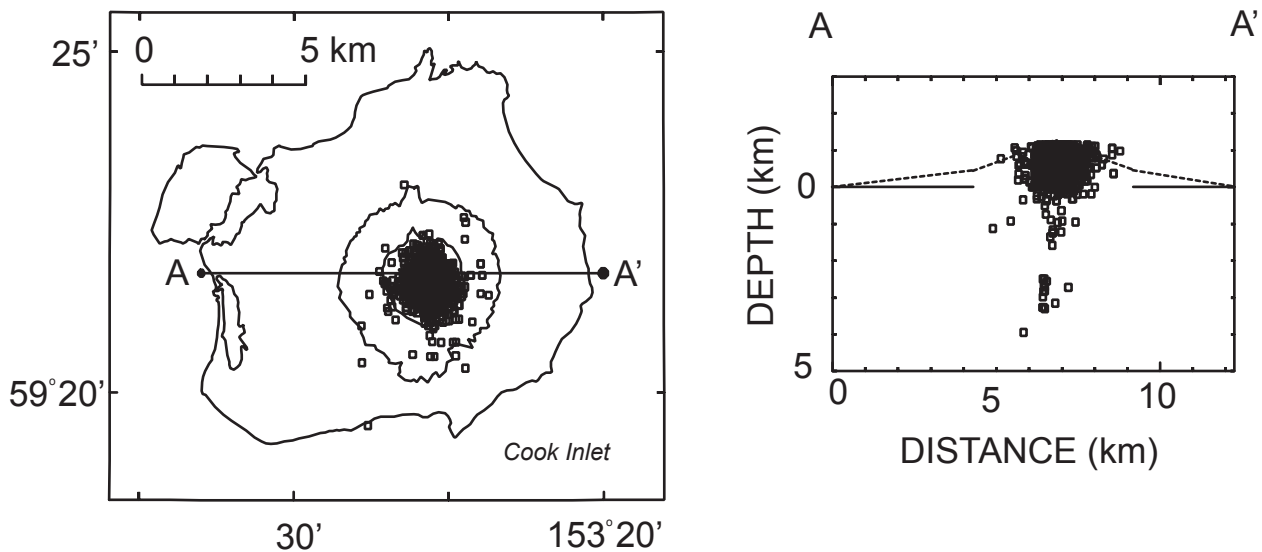 25’
0 5 km
A A’
59°20’
Cook Inlet
30’ 153°20’
A A’
DEPTH (km)
0
5
0 5 10
DISTANCE (km)